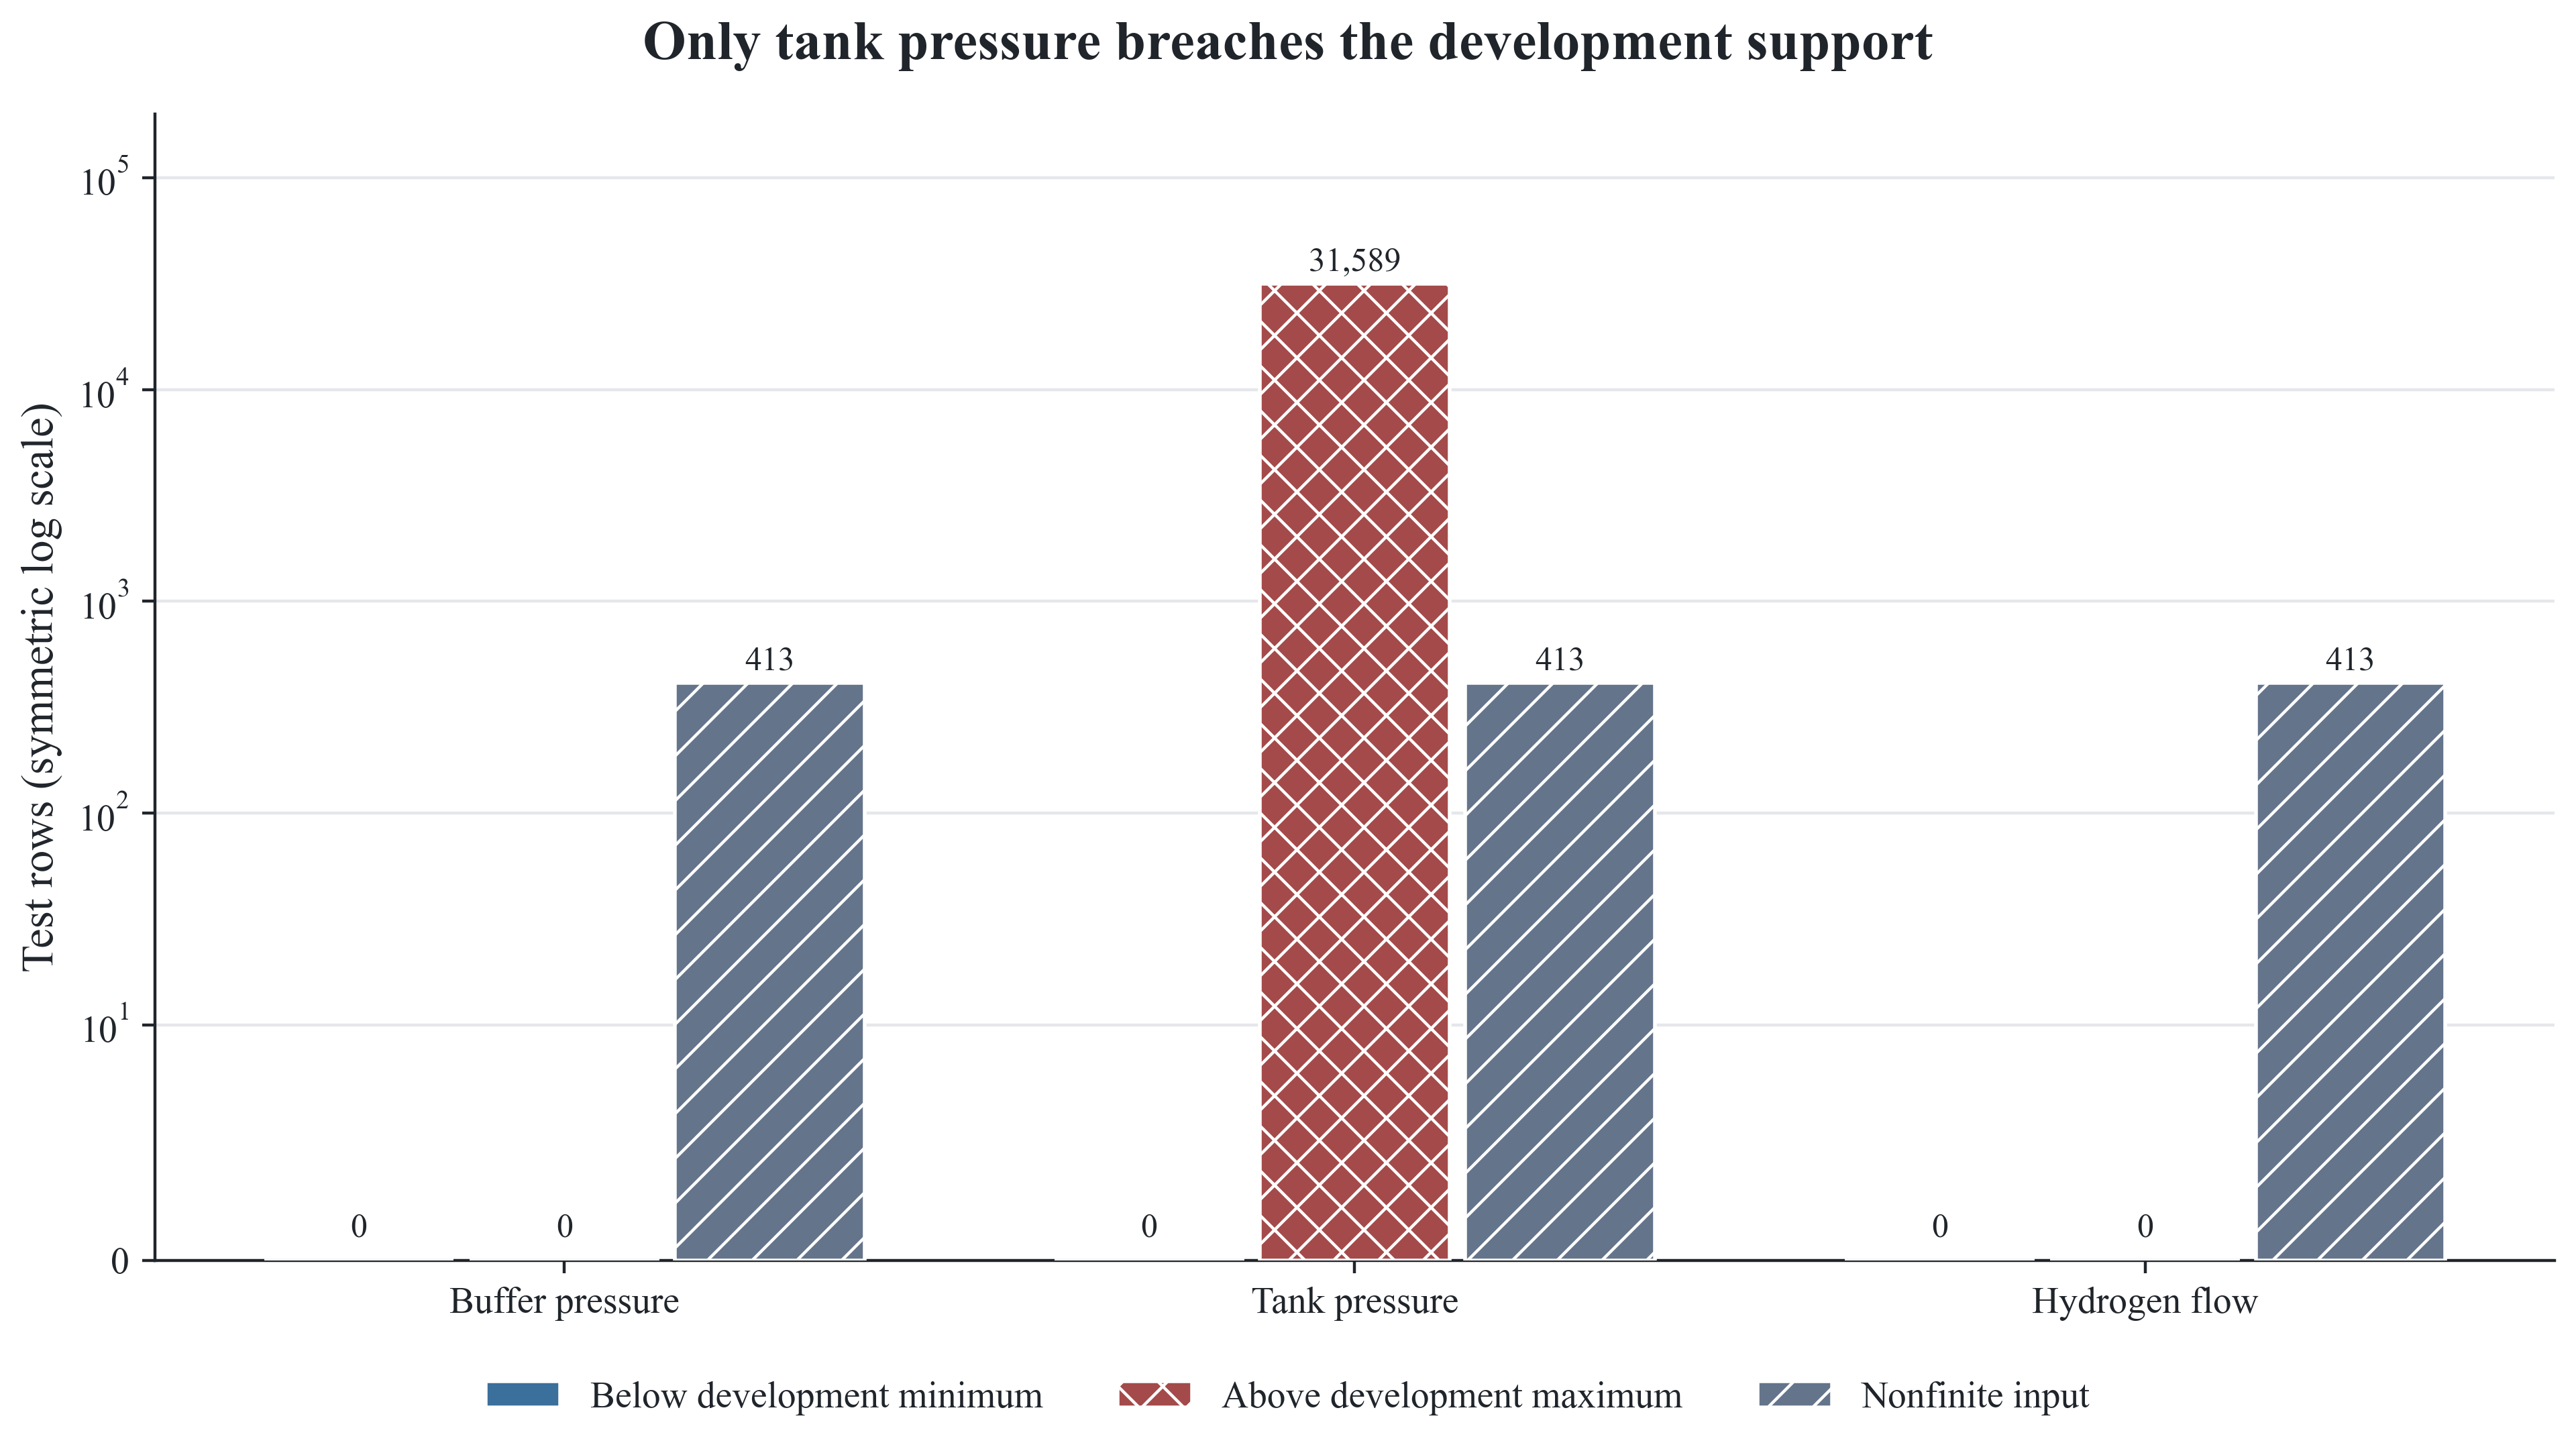 Only tank pressure breaches the development support
Test rows (symmetric log scale)
10^5
10^4
10^3
10^2
10^1
0
31,589
413
413
413
0
0
0
0
0
Buffer pressure
Tank pressure
Hydrogen flow
Below development minimum
Above development maximum
Nonfinite input